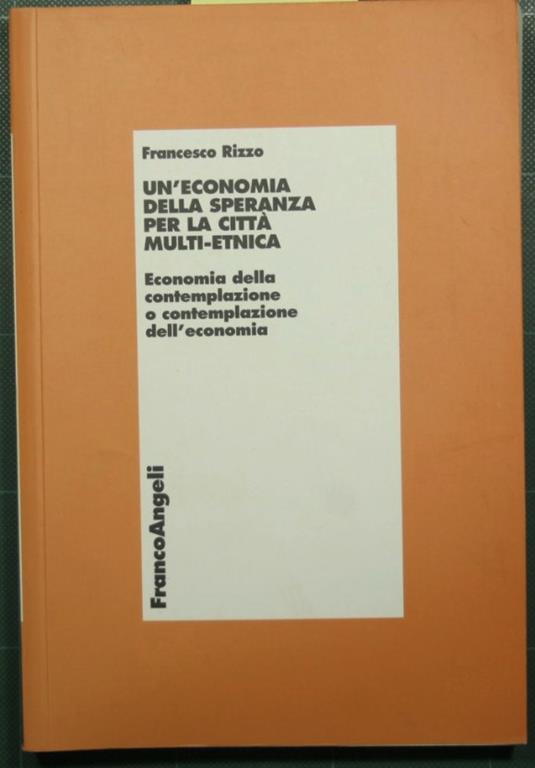 Francesco Rizzo
UN'ECONOMIA
DELLA SPERANZA
PER LA CITTÀ
MULTI-ETNICA
Economia della
contemplazione
o contemplazione
dell'economia
FrancoAngeli